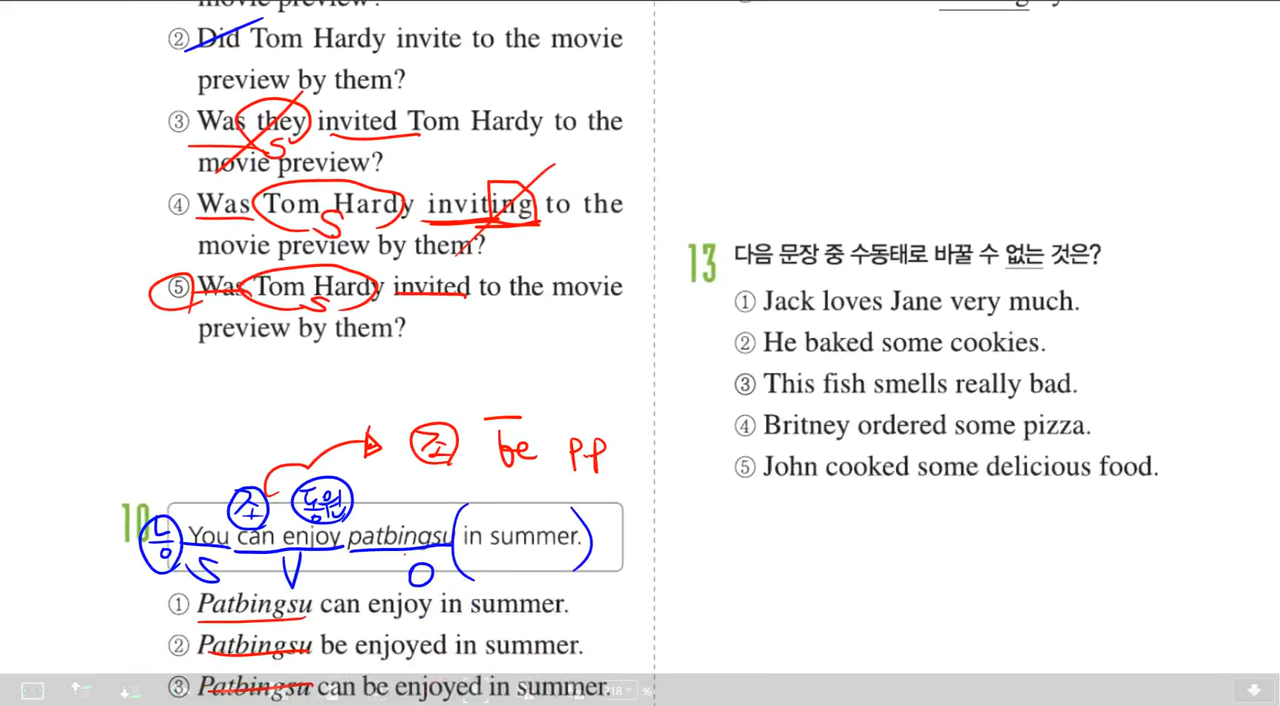 movie preview?
② Did Tom Hardy invite to the movie
preview by them?
③ Was they invited Tom Hardy to the
S
movie preview?
④ Was Tom Hardy inviting to the
S
movie preview by them?
⑤ Was Tom Hardy invited to the movie
S
preview by them?
조 be p.p
조 동원
10
능 You can enjoy patbingsu in summer.
S V O
① Patbingsu can enjoy in summer.
② Patbingsu be enjoyed in summer.
③ Patbingsu can be enjoyed in summer.
13 다음 문장 중 수동태로 바꿀 수 없는 것은?
① Jack loves Jane very much.
② He baked some cookies.
③ This fish smells really bad.
④ Britney ordered some pizza.
⑤ John cooked some delicious food.